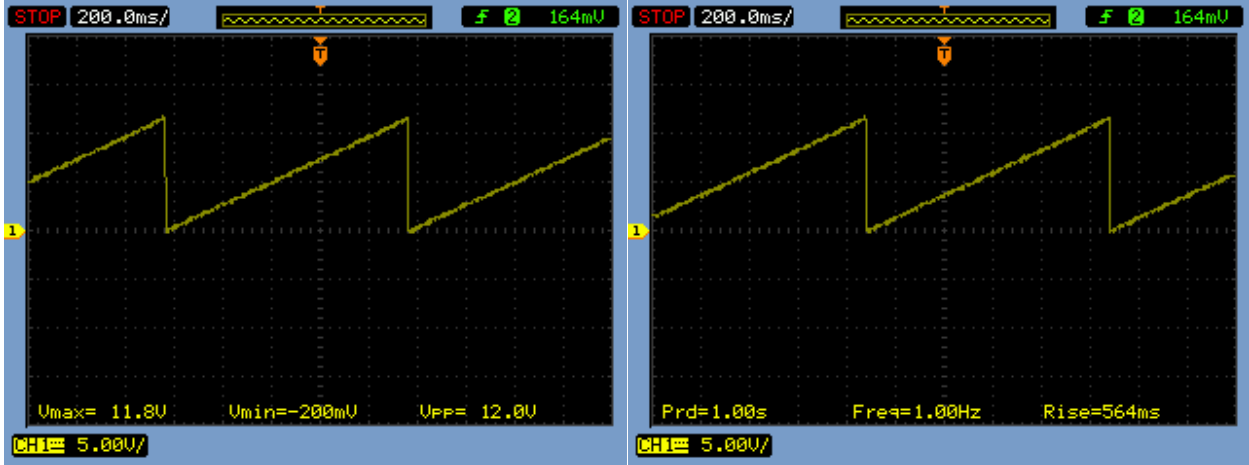 STOP 200.0ms/ T 2 164mV
T
1
Vmax= 11.8V Vmin=-200mV VPP= 12.0V
CH1 5.00V/
STOP 200.0ms/ T 2 164mV
T
1
Prd=1.00s Freq=1.00Hz Rise=564ms
CH1 5.00V/